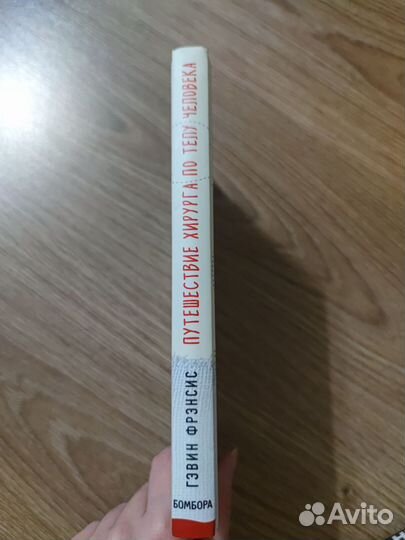 ГЭВИН ФРЭНСИС
ПУТЕШЕСТВИЕ ХИРУРГА ПО ТЕЛУ ЧЕЛОВЕКА
БОМБОРА
Avito